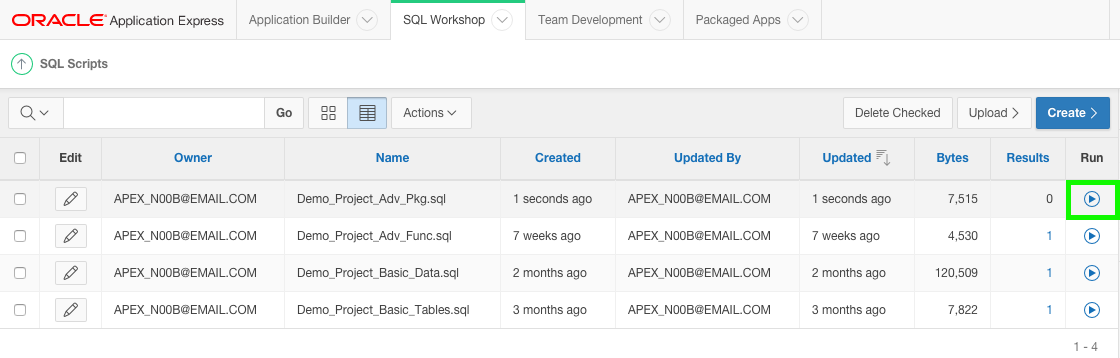 ORACLE Application Express Application Builder SQL Workshop Team Development Packaged Apps
SQL Scripts
Go Actions Delete Checked Upload Create
Edit Owner Name Created Updated By Updated Bytes Results Run
APEX_N00B@EMAIL.COM Demo_Project_Adv_Pkg.sql 1 seconds ago APEX_N00B@EMAIL.COM 1 seconds ago 7,515 0
APEX_N00B@EMAIL.COM Demo_Project_Adv_Func.sql 7 weeks ago APEX_N00B@EMAIL.COM 7 weeks ago 4,530 1
APEX_N00B@EMAIL.COM Demo_Project_Basic_Data.sql 2 months ago APEX_N00B@EMAIL.COM 2 months ago 120,509 1
APEX_N00B@EMAIL.COM Demo_Project_Basic_Tables.sql 3 months ago APEX_N00B@EMAIL.COM 3 months ago 7,822 1
1 - 4